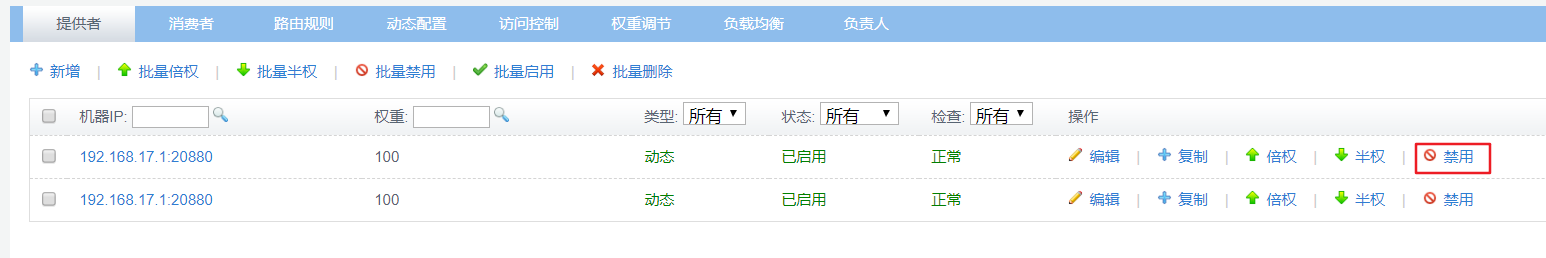 提供者 消费者 路由规则 动态配置 访问控制 权重调节 负载均衡 负责人
新增 | 批量倍权 | 批量半权 | 批量禁用 | 批量启用 | 批量删除
机器IP: 权重: 类型: 所有 状态: 所有 检查: 所有 操作
192.168.17.1:20880 100 动态 已启用 正常 编辑 | 复制 | 倍权 | 半权 | 禁用
192.168.17.1:20880 100 动态 已启用 正常 编辑 | 复制 | 倍权 | 半权 | 禁用